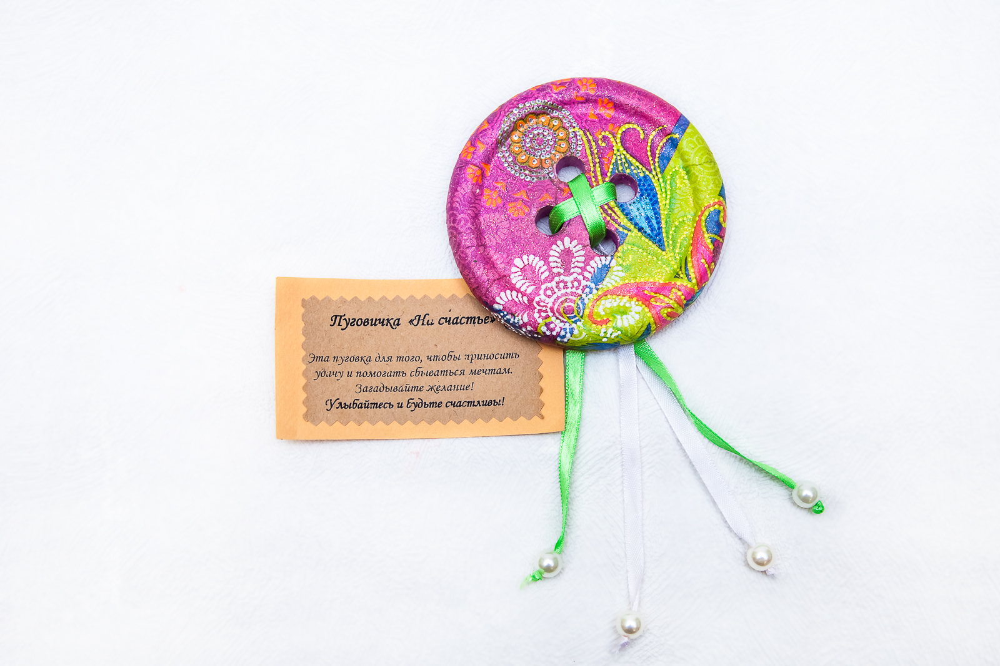 Пуговичка «На счастье»
Эта пуговка для того, чтобы приносить
удачу и помогать сбываться мечтам.
Загадывайте желание!
Улыбайтесь и будьте счастливы!